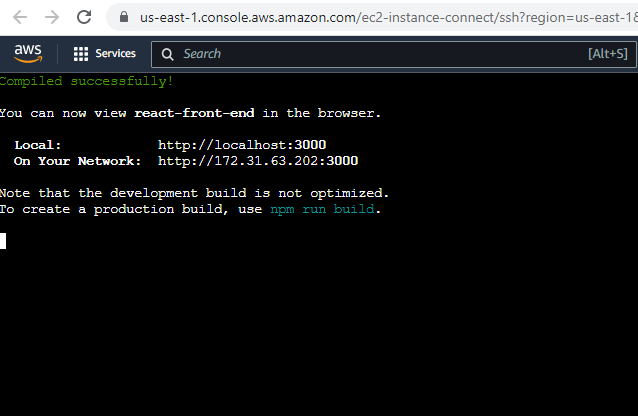 us-east-1.console.aws.amazon.com/ec2-instance-connect/ssh?region=us-east-1&
aws Services Search [Alt+S]
Compiled successfully!
You can now view react-front-end in the browser.
Local: http://localhost:3000
On Your Network: http://172.31.63.202:3000
Note that the development build is not optimized.
To create a production build, use npm run build.